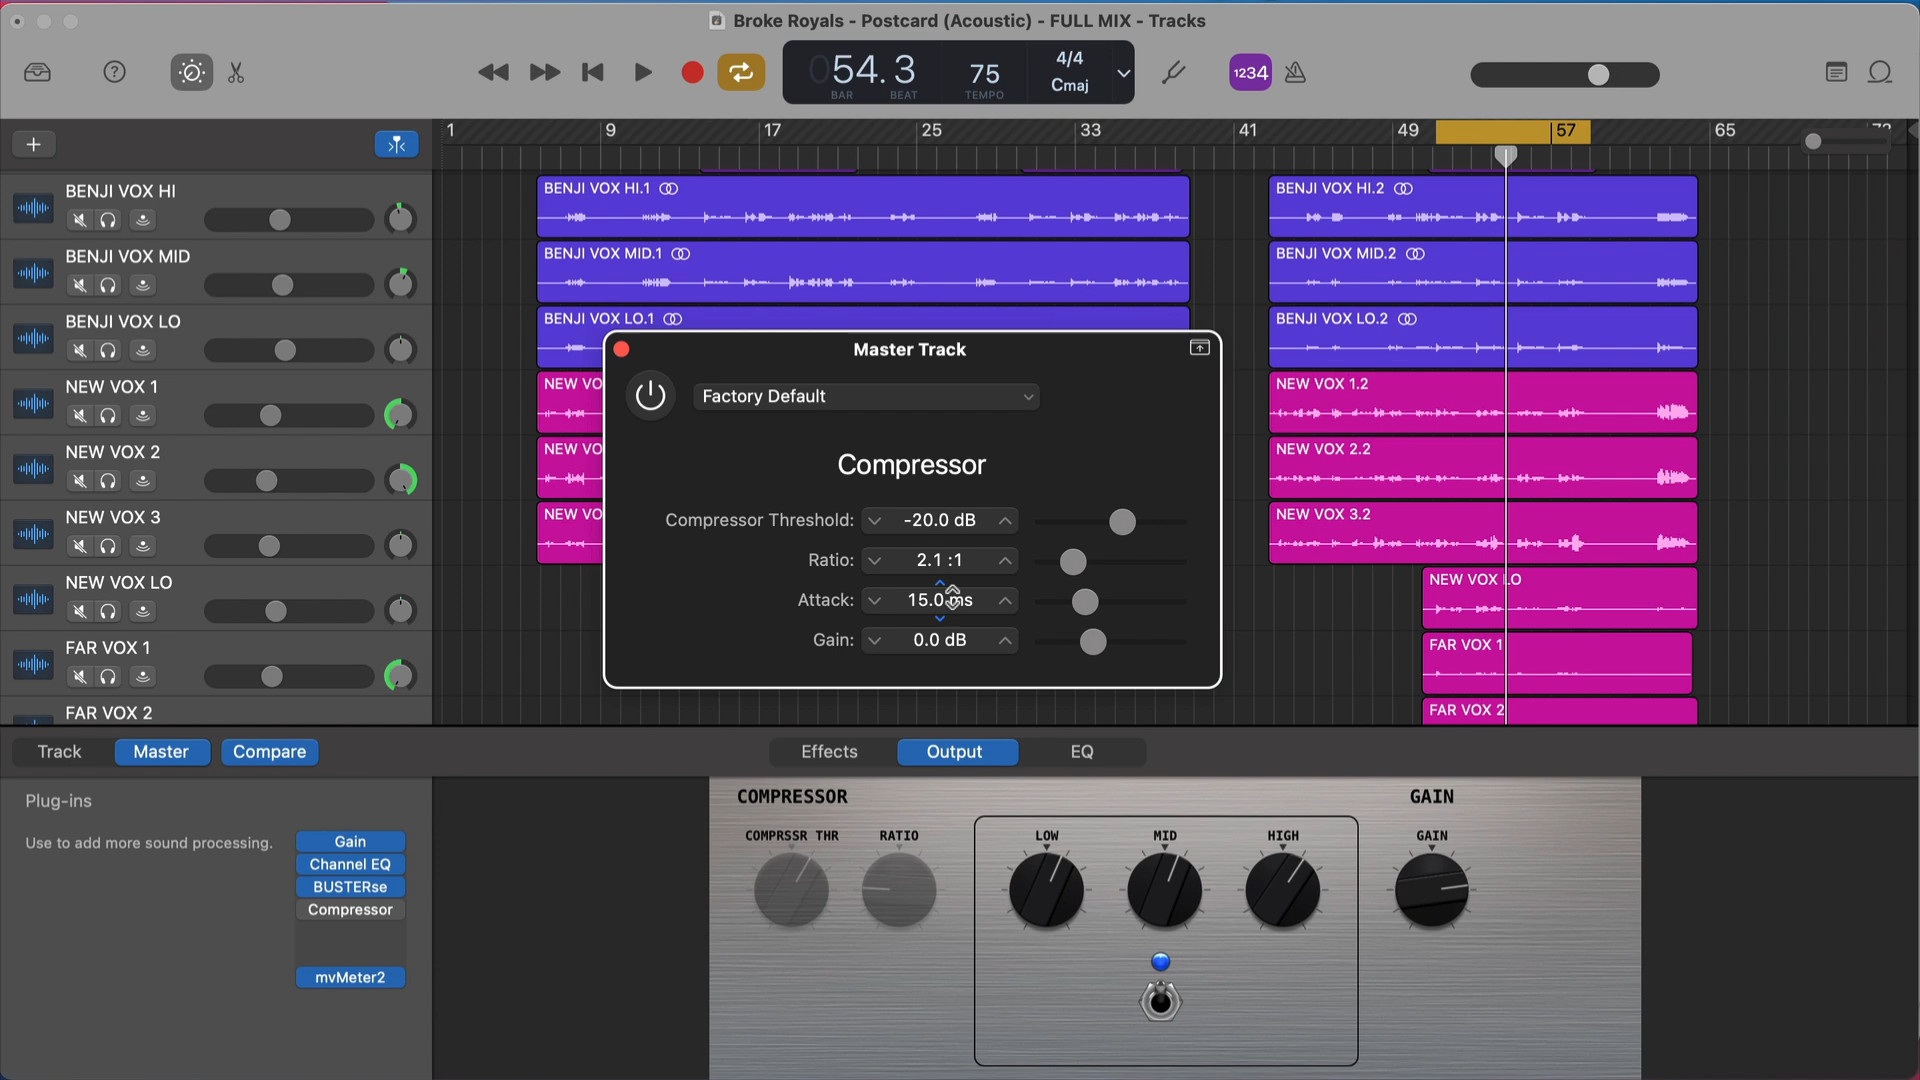 Broke Royals - Postcard (Acoustic) - FULL MIX - Tracks
054.3
BAR BEAT
75
TEMPO
4/4
Cmaj
1234
1 9 17 25 33 41 49 57 65
BENJI VOX HI
BENJI VOX HI.1
BENJI VOX HI.2
BENJI VOX MID
BENJI VOX MID.1
BENJI VOX MID.2
BENJI VOX LO
BENJI VOX LO.1
BENJI VOX LO.2
NEW VOX 1
NEW VO
NEW VOX 1.2
NEW VOX 2
NEW VO
NEW VOX 2.2
NEW VOX 3
NEW VO
NEW VOX 3.2
NEW VOX LO
NEW VOX LO
FAR VOX 1
FAR VOX 1
FAR VOX 2
FAR VOX 2
Master Track
Factory Default
Compressor
Compressor Threshold: -20.0 dB
Ratio: 2.1 :1
Attack: 15.0 ms
Gain: 0.0 dB
Track Master Compare
Effects Output EQ
Plug-ins
Use to add more sound processing.
Gain
Channel EQ
BUSTERse
Compressor
mvMeter2
COMPRESSOR
GAIN
COMPRSSR THR
RATIO
LOW
MID
HIGH
GAIN